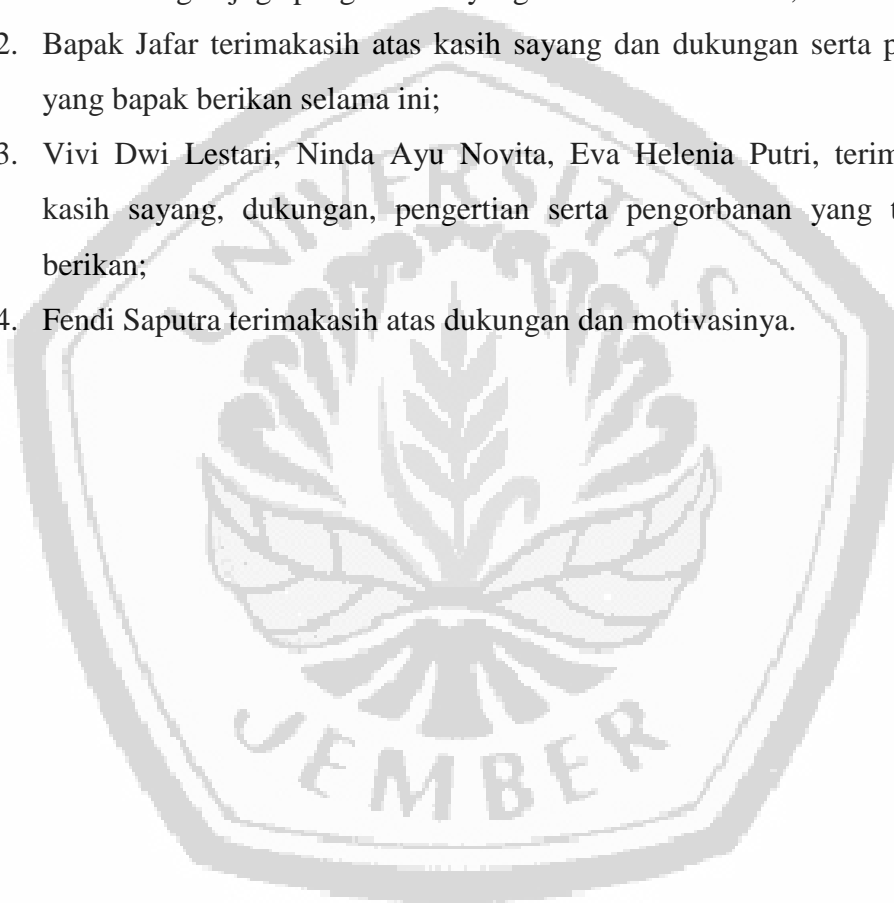 2. Bapak Jafar terimakasih atas kasih sayang dan dukungan serta
yang bapak berikan selama ini;
3. Vivi Dwi Lestari, Ninda Ayu Novita, Eva Helenia Putri,
kasih sayang, dukungan, pengertian serta pengorbanan yang
berikan;
4. Fendi Saputra terimakasih atas dukungan dan motivasinya.
UNIVERSITAS
JEMBER